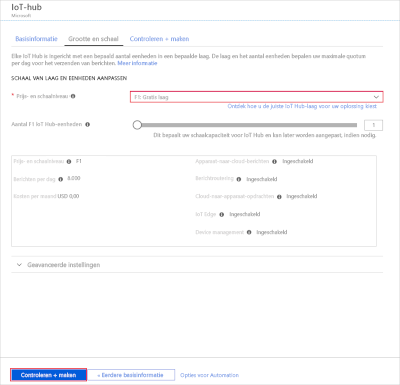 IoT-hub
Microsoft
Basisinformatie
Grootte en schaal
Controleren + maken
Elke IoT Hub is ingericht met een bepaald aantal eenheden in een bepaalde laag. De laag en het aantal eenheden bepalen uw maximale quotum
per dag voor het verzenden van berichten. Meer informatie
SCHAAL VAN LAAG EN EENHEDEN AANPASSEN
* Prijs- en schaalniveau
F1: Gratis laag
Ontdek hoe u de juiste IoT Hub-laag voor uw oplossing kiest
Aantal F1 IoT Hub-eenheden
1
Dit bepaalt uw schaalcapaciteit voor IoT Hub en kan later worden aangepast, indien nodig.
Prijs- en schaalniveau F1
Apparaat-naar-cloud-berichten Ingeschakeld
Berichten per dag 8.000
Berichtroutering Ingeschakeld
Kosten per maand USD 0,00
Cloud-naar-apparaat-opdrachten Ingeschakeld
IoT Edge Ingeschakeld
Device management Ingeschakeld
Geavanceerde instellingen
Controleren + maken
« Eerdere basisinformatie
Opties voor Automation